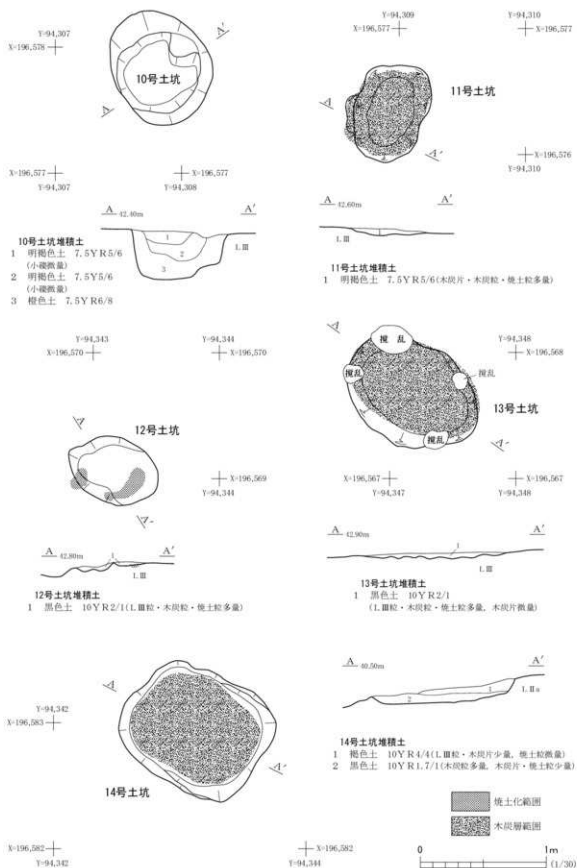 Y=94,307
X=196,578
10号土坑
A
A′
X=196,577
Y=94,307
X=196,577
Y=94,308
A 42.40m A′
L Ⅲ
1
2
3
10号土坑堆積土
1 明褐色土 7.5YR5/6
(小礫微量)
2 明褐色土 7.5Y5/6
(小礫微量)
3 橙色土 7.5YR6/8
Y=94,309
X=196,577
Y=94,310
X=196,577
11号土坑
A
A′
X=196,576
Y=94,310
A 42.60m A′
L Ⅲ
1
11号土坑堆積土
1 明褐色土 7.5YR5/6(木炭片・木炭粒・焼土粒多量)
Y=94,343
X=196,570
Y=94,344
X=196,570
12号土坑
A
A′
X=196,569
Y=94,344
A 42.80m A′
1
L Ⅲ
12号土坑堆積土
1 黒色土 10YR2/1(LⅢ粒・木炭粒・焼土粒多量)
A
撹乱
撹乱
撹乱
撹乱
Y=94,348
X=196,568
13号土坑
A′
X=196,567
Y=94,347
X=196,567
Y=94,348
A 42.90m A′
1
L Ⅲ
13号土坑堆積土
1 黒色土 10YR2/1
(LⅢ粒・木炭粒・焼土粒多量，木炭片微量)
A
A′
Y=94,342
X=196,583
14号土坑
X=196,582
Y=94,342
X=196,582
Y=94,344
A 40.50m A′
1
2
L Ⅲa
14号土坑堆積土
1 褐色土 10YR4/4(LⅢ粒・木炭片少量，焼土粒微量)
2 黒色土 10YR1.7/1(木炭粒多量，木炭片・焼土粒少量)
焼土化範囲
木炭層範囲
0 1m
(1/30)